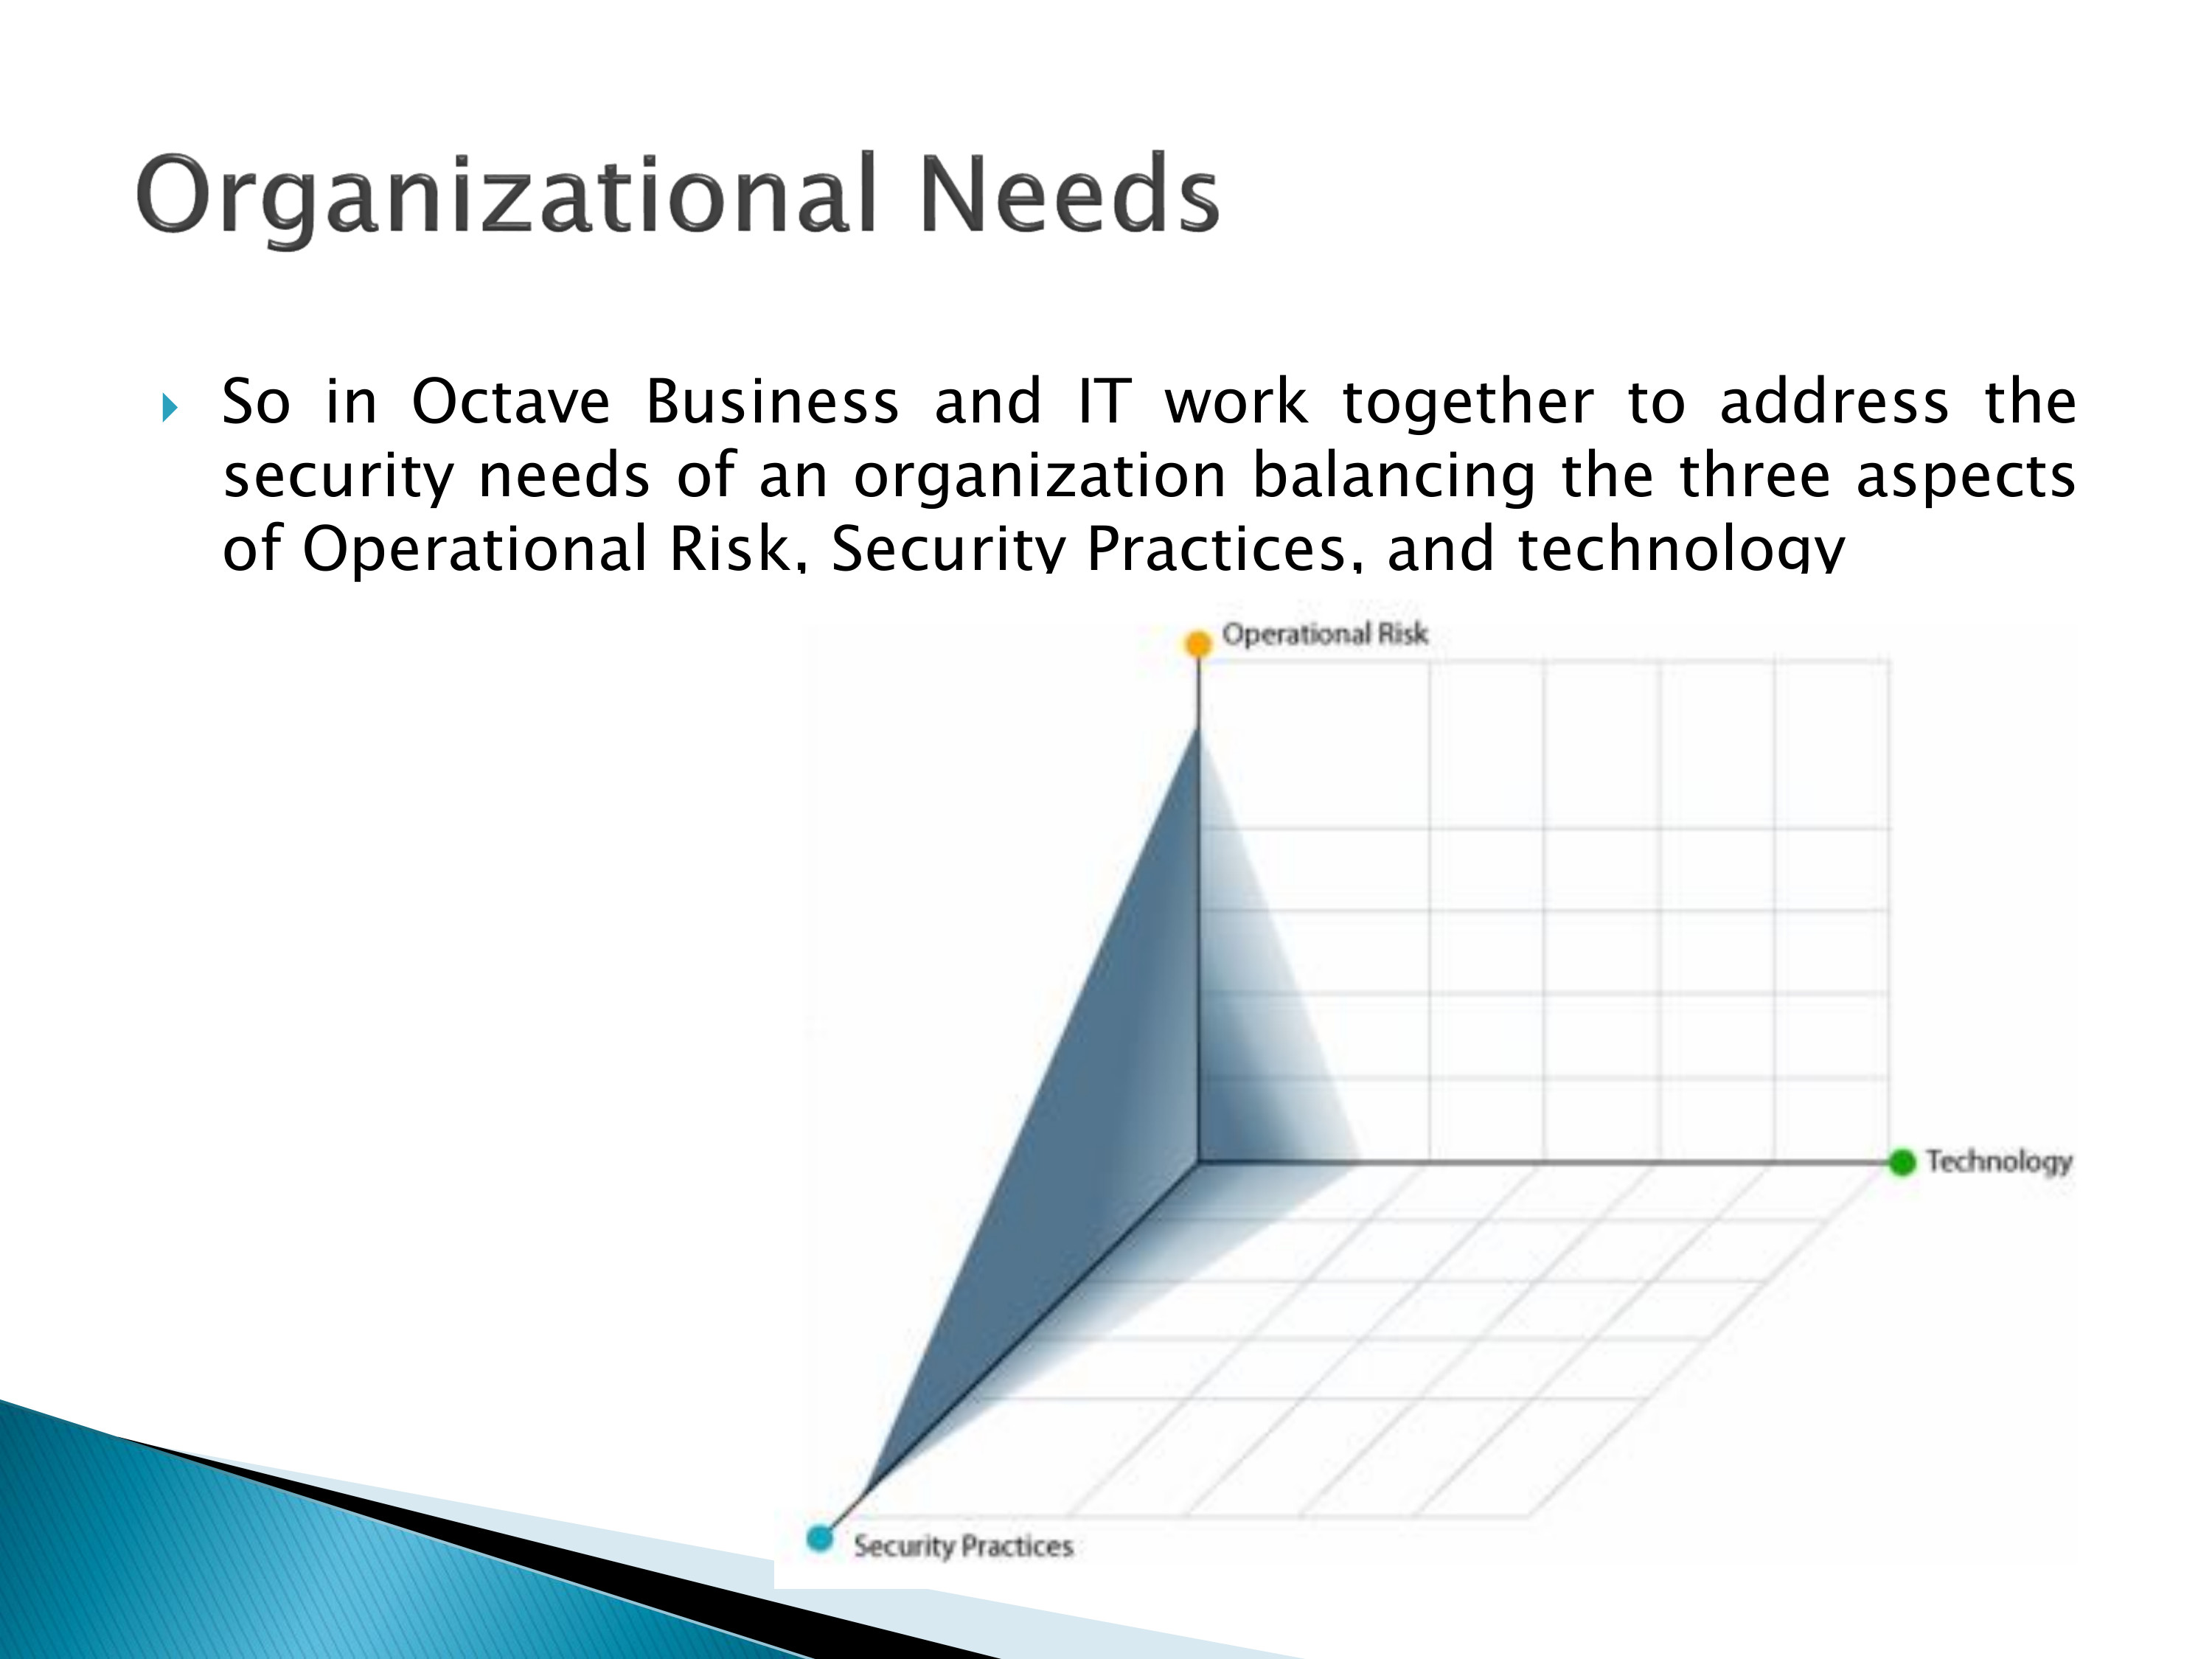 Organizational Needs
So in Octave Business and IT work together to address the
security needs of an organization balancing the three aspects
of Operational Risk, Security Practices, and technology
Operational Risk
Technology
Security Practices